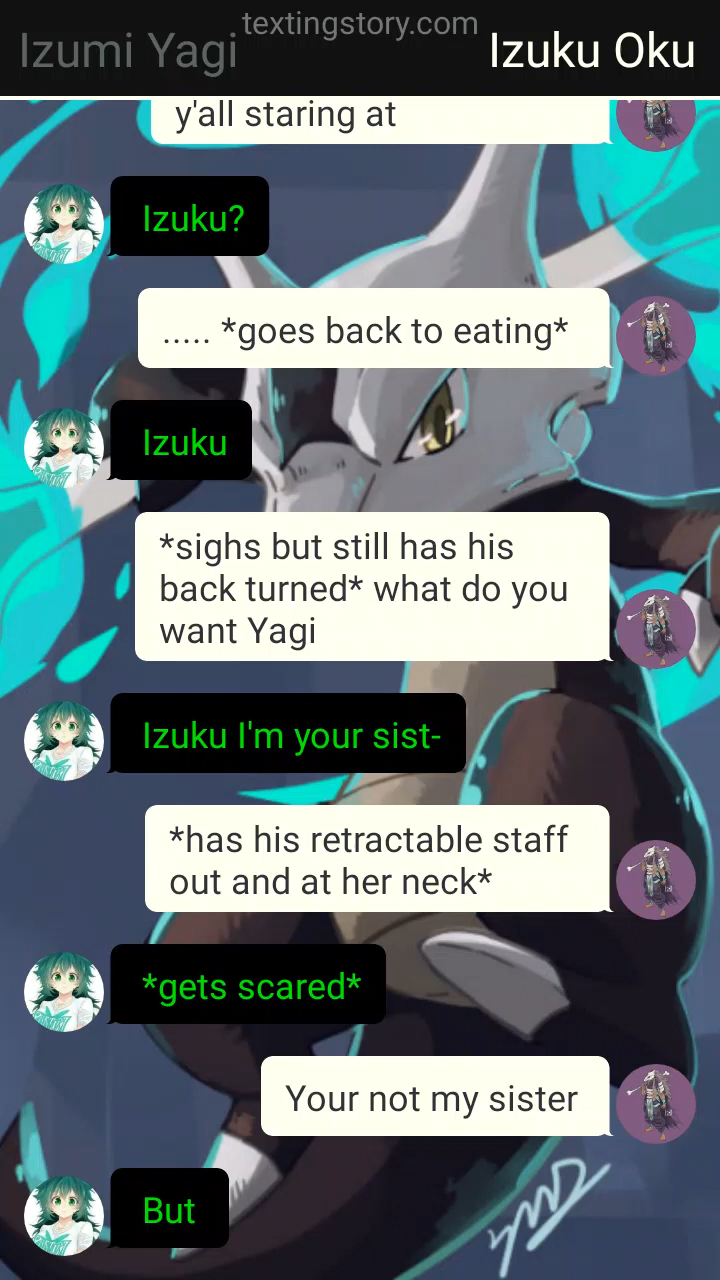 textingstory.com
Izumi Yagi
Izuku Oku
y'all staring at
Izuku?
..... *goes back to eating*
Izuku
*sighs but still has his
back turned* what do you
want Yagi
Izuku I'm your sist-
*has his retractable staff
out and at her neck*
*gets scared*
Your not my sister
But